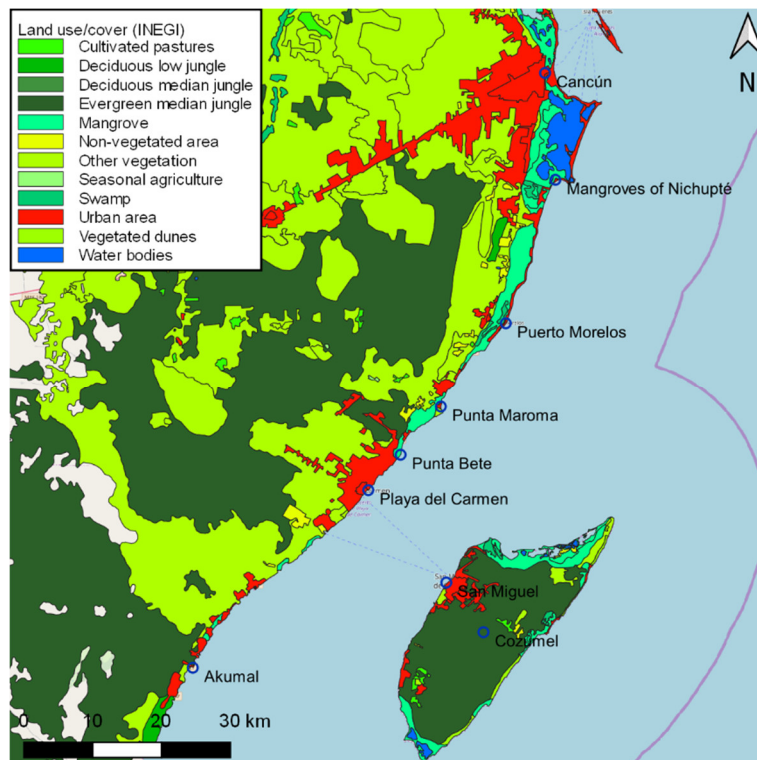 Land use/cover (INEGI)
Cultivated pastures
Deciduous low jungle
Deciduous median jungle
Evergreen median jungle
Mangrove
Non-vegetated area
Other vegetation
Seasonal agriculture
Swamp
Urban area
Vegetated dunes
Water bodies
N
Cancún
Mangroves of Nichupté
Puerto Morelos
Punta Maroma
Punta Bete
Playa del Carmen
San Miguel
Cozumel
Akumal
0 10 20 30 km